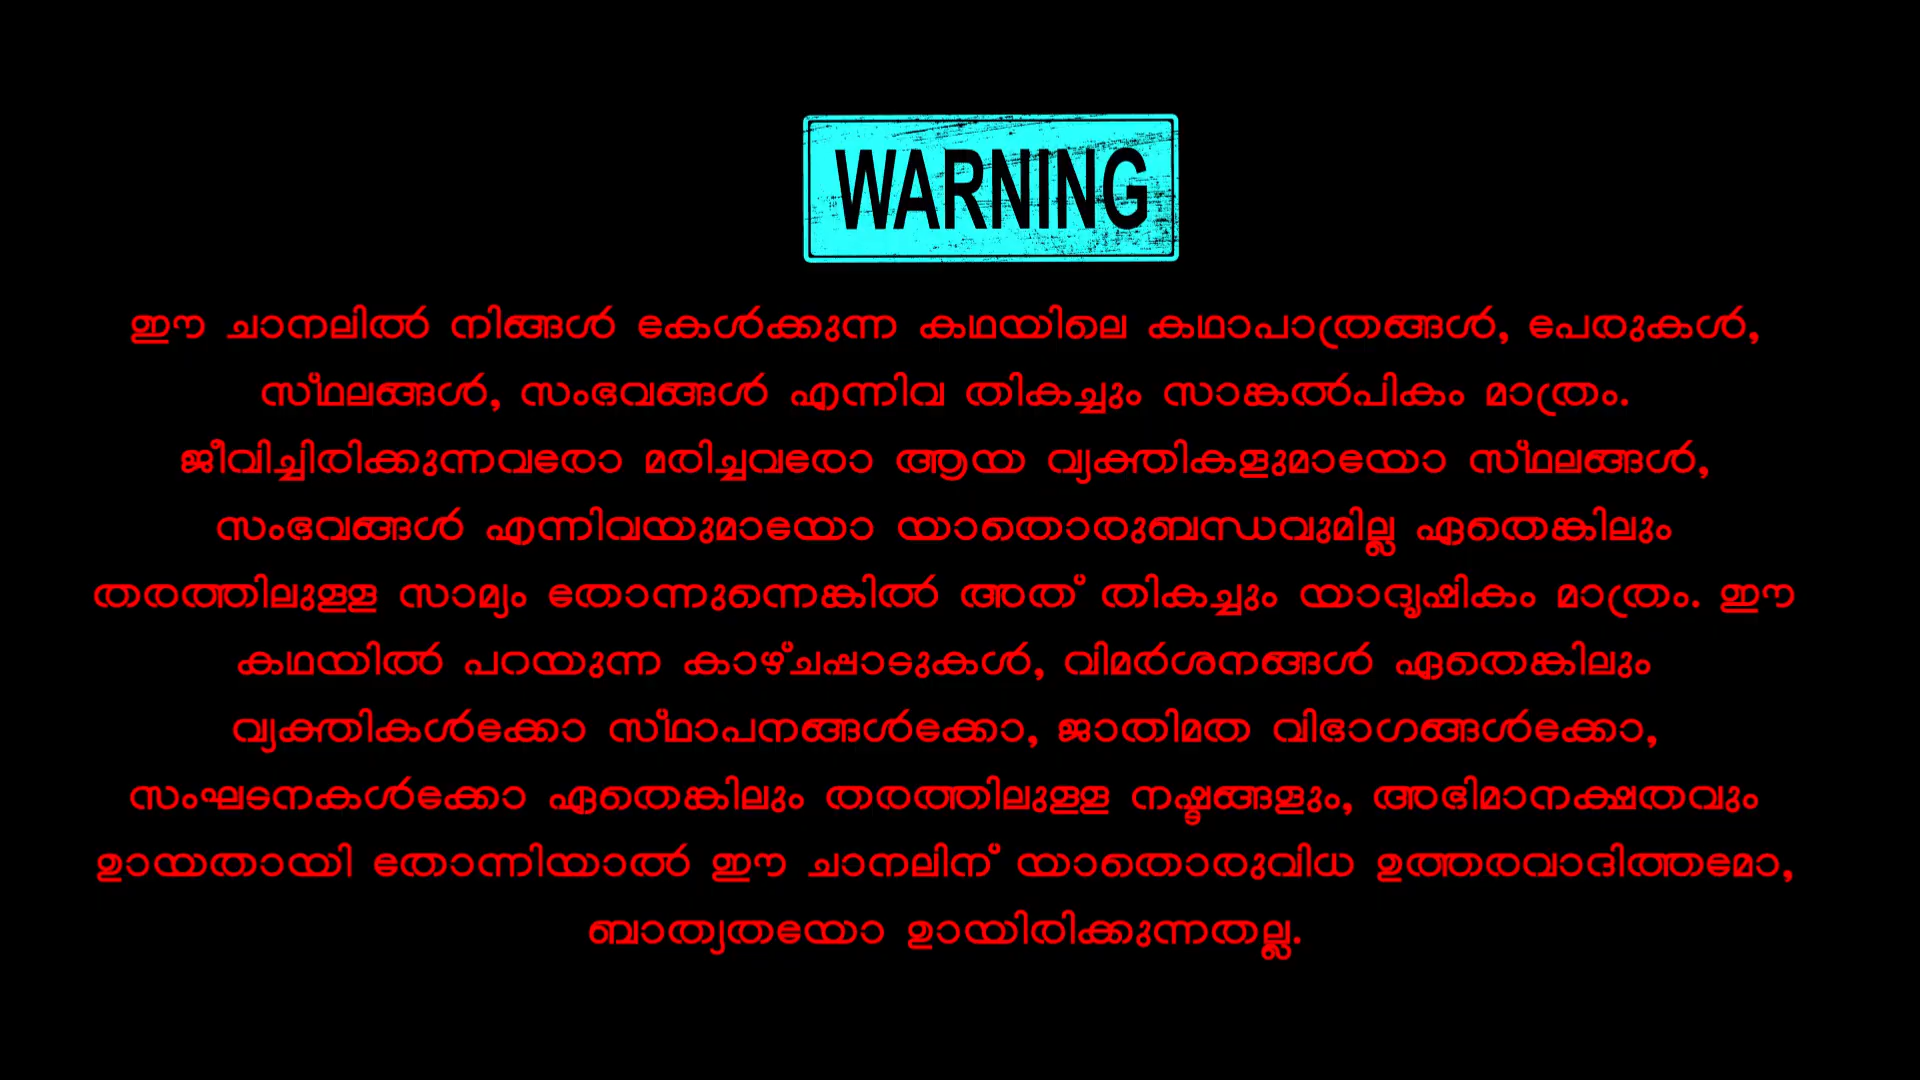 WARNING
ഈ ചാനലിൽ നിങ്ങൾ കേൾക്കുന്ന കഥയിലെ കഥാപാത്രങ്ങൾ, പേരുകൾ,
സ്ഥലങ്ങൾ, സംഭവങ്ങൾ എന്നിവ തികച്ചും സാങ്കൽപികം മാത്രം.
ജീവിച്ചിരിക്കുന്നവരോ മരിച്ചവരോ ആയ വ്യക്തികളുമായോ സ്ഥലങ്ങൾ,
സംഭവങ്ങൾ എന്നിവയുമായോ യാതൊരുബന്ധവുമില്ല ഏതെങ്കിലും
തരത്തിലുള്ള സാമ്യം തോന്നുന്നെങ്കിൽ അത് തികച്ചും യാദൃഷികം മാത്രം. ഈ
കഥയിൽ പറയുന്ന കാഴ്ചപ്പാടുകൾ, വിമർശനങ്ങൾ ഏതെങ്കിലും
വ്യക്തികൾക്കോ സ്ഥാപനങ്ങൾക്കോ, ജാതിമത വിഭാഗങ്ങൾക്കോ,
സംഘടനകൾക്കോ ഏതെങ്കിലും തരത്തിലുള്ള നഷ്ടങ്ങളും, അഭിമാനക്ഷതവും
ഉായതായി തോന്നിയാൽ ഈ ചാനലിന് യാതൊരുവിധ ഉത്തരവാദിത്തമോ,
ബാത്യതയോ ഉായിരിക്കുന്നതല്ല.